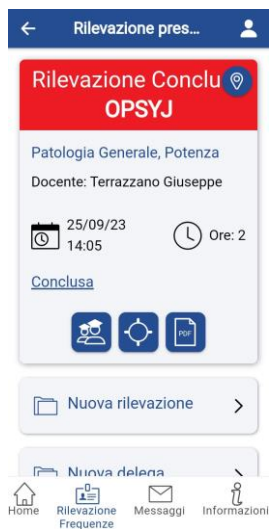 Rilevazione pres...
Rilevazione Conclu
OPSYJ
Patologia Generale, Potenza
Docente: Terrazzano Giuseppe
25/09/23
14:05
Ore: 2
Conclusa
PDF
Nuova rilevazione
Nuova delega
Home
Rilevazione
Frequenze
Messaggi
Informazioni